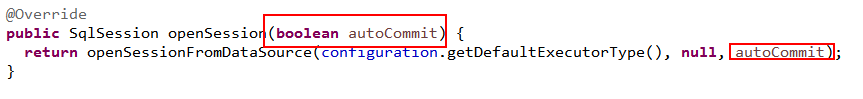 @Override
public SqlSession openSession(boolean autoCommit) {
return openSessionFromDataSource(configuration.getDefaultExecutorType(), null, autoCommit);
}